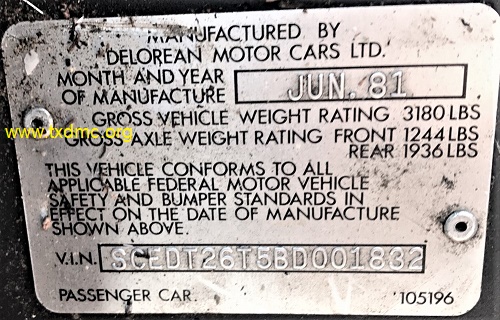 MANUFACTURED BY
DELOREAN MOTOR CARS LTD.
MONTH AND YEAR
OF MANUFACTURE JUN. 81
GROSS VEHICLE WEIGHT RATING 3180 LBS
www.txdmc.org
GROSS AXLE WEIGHT RATING FRONT 1244 LBS
REAR 1936 LBS
THIS VEHICLE CONFORMS TO ALL
APPLICABLE FEDERAL MOTOR VEHICLE
SAFETY AND BUMPER STANDARDS IN
EFFECT ON THE DATE OF MANUFACTURE
SHOWN ABOVE.
V.I.N. SCEDT26T5BD001832
PASSENGER CAR 105196